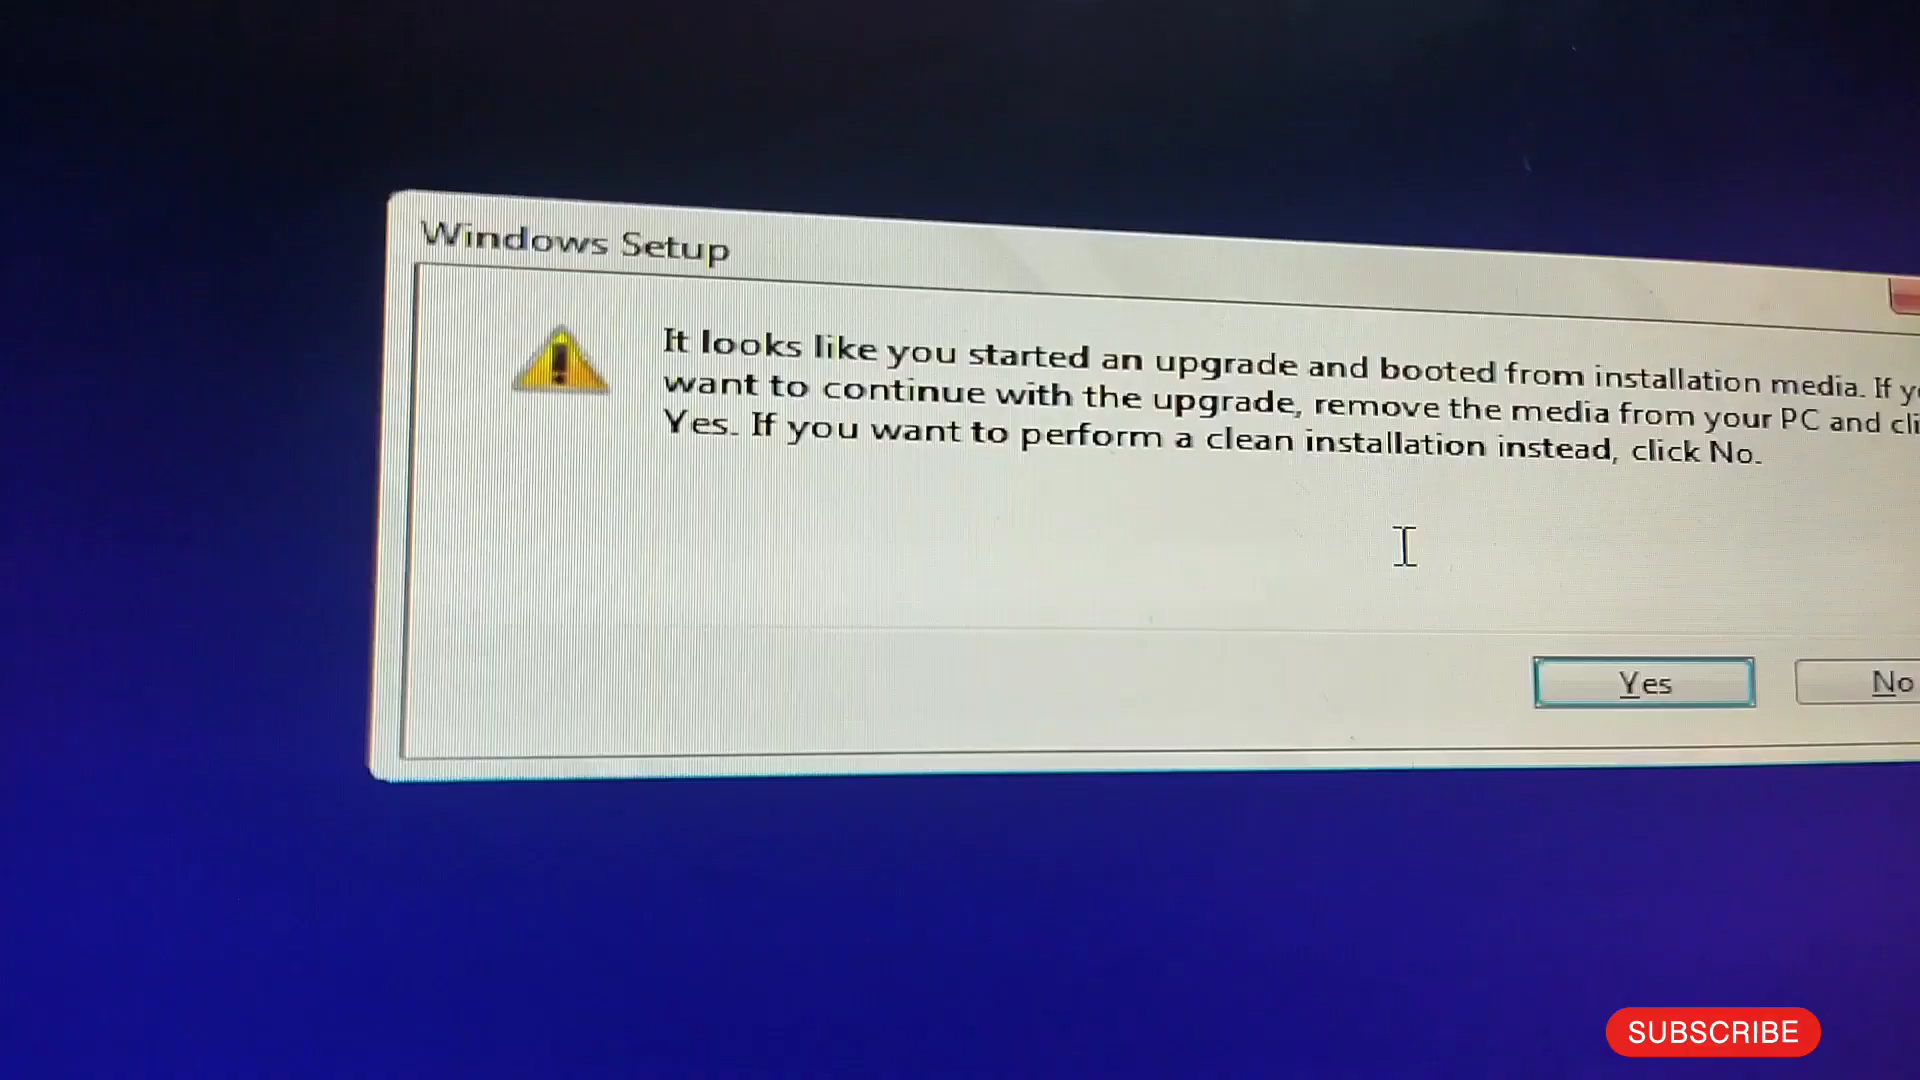 Windows Setup
It looks like you started an upgrade and booted from installation media. If
want to continue with the upgrade, remove the media from your PC and
Yes. If you want to perform a clean installation instead, click No.
Yes
No
SUBSCRIBE